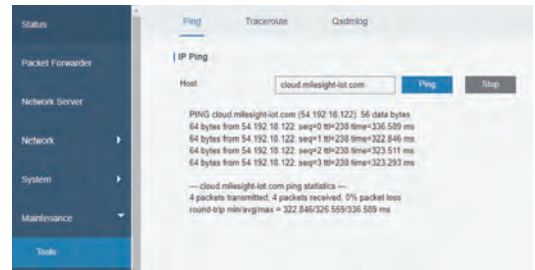 Status
Packet Forwarder
Network Server
Network
System
Maintenance
Tools
Ping Traceroute Qxdmlog
IP Ping
Host cloud.milesight-iot.com Ping Stop
PING cloud.milesight-iot.com (54.192.18.122): 56 data bytes
64 bytes from 54.192.18.122: seq=0 ttl=238 time=336.589 ms
64 bytes from 54.192.18.122: seq=1 ttl=238 time=322.846 ms
64 bytes from 54.192.18.122: seq=2 ttl=238 time=323.511 ms
64 bytes from 54.192.18.122: seq=3 ttl=238 time=323.293 ms
--- cloud.milesight-iot.com ping statistics ---
4 packets transmitted, 4 packets received, 0% packet loss
round-trip min/avg/max = 322.846/326.559/336.589 ms